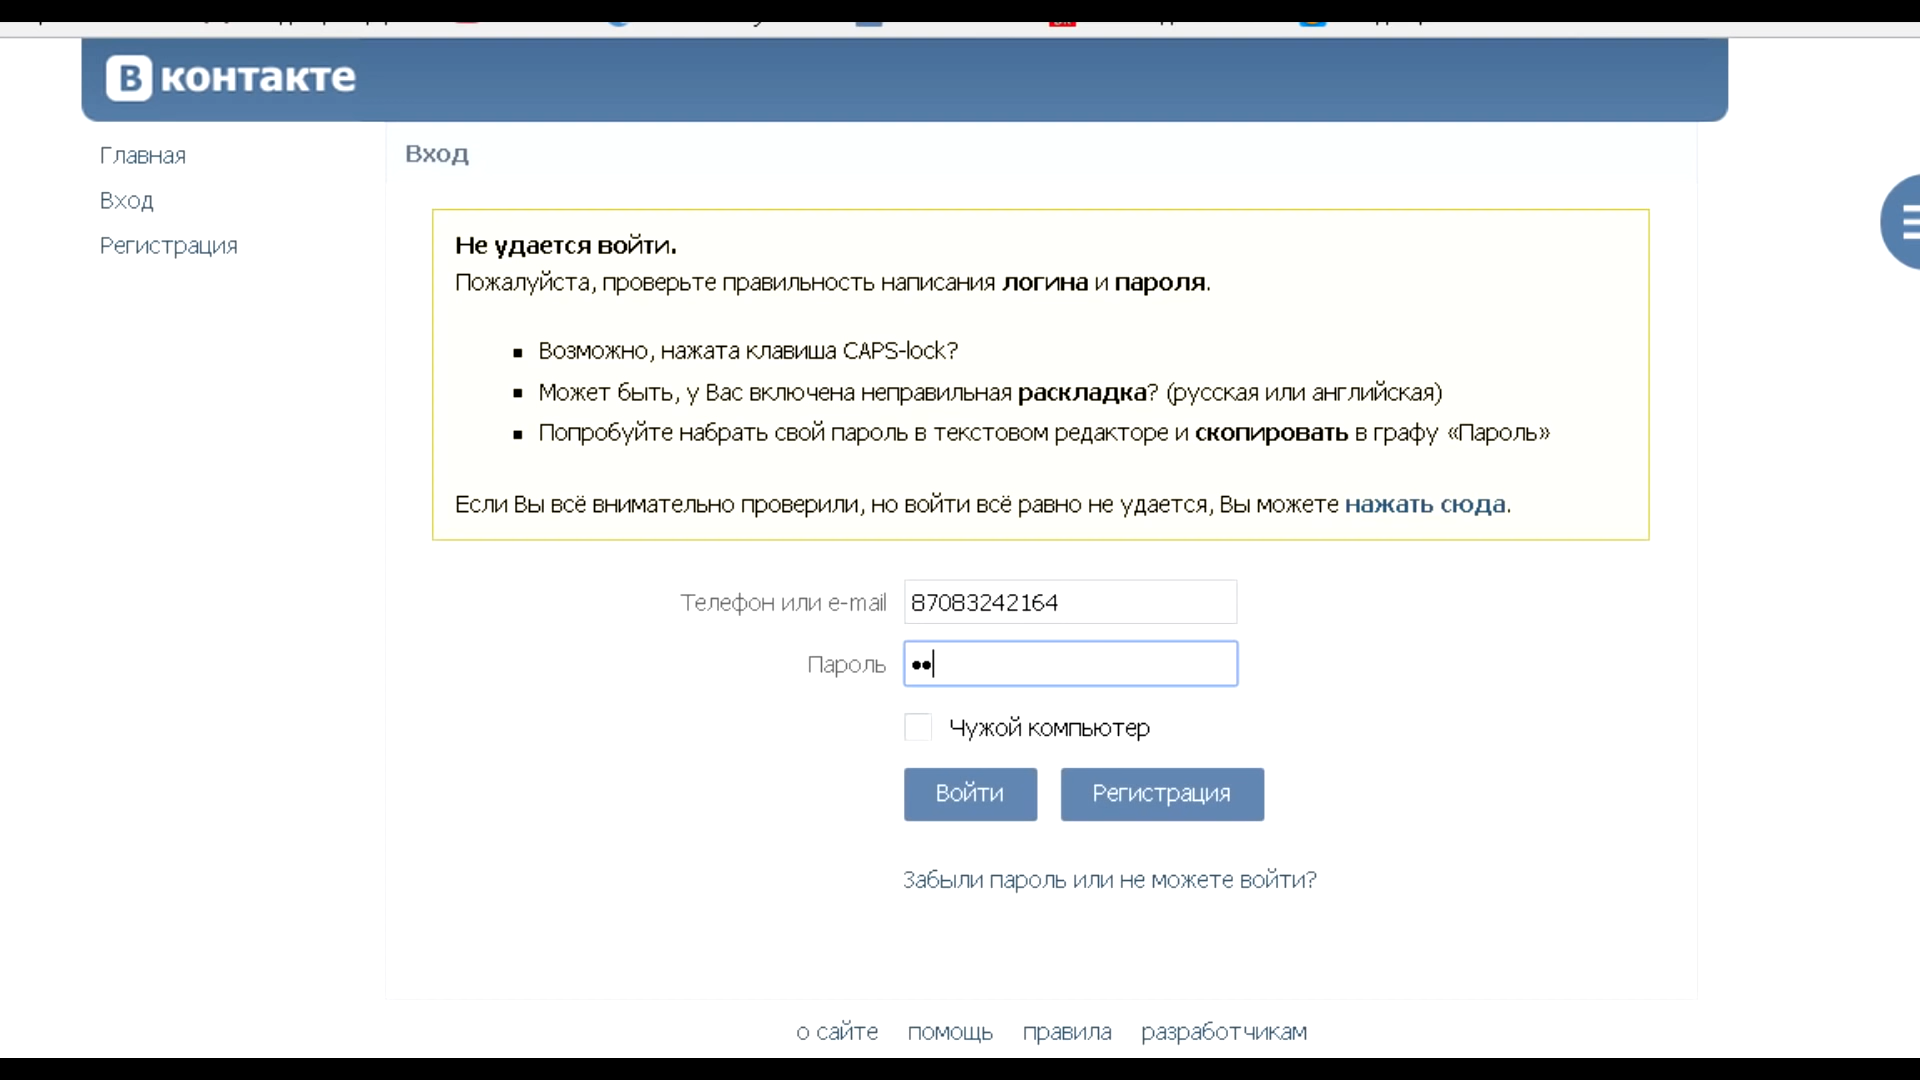 В контакте
Главная
Вход
Регистрация
Вход
Не удается войти.
Пожалуйста, проверьте правильность написания логина и пароля.
Возможно, нажата клавиша CAPS-lock?
Может быть, у Вас включена неправильная раскладка? (русская или английская)
Попробуйте набрать свой пароль в текстовом редакторе и скопировать в графу «Пароль»
Если Вы всё внимательно проверили, но войти всё равно не удается, Вы можете нажать сюда.
Телефон или e-mail 87083242164
Пароль ••
Чужой компьютер
Войти Регистрация
Забыли пароль или не можете войти?
о сайте помощь правила разработчикам